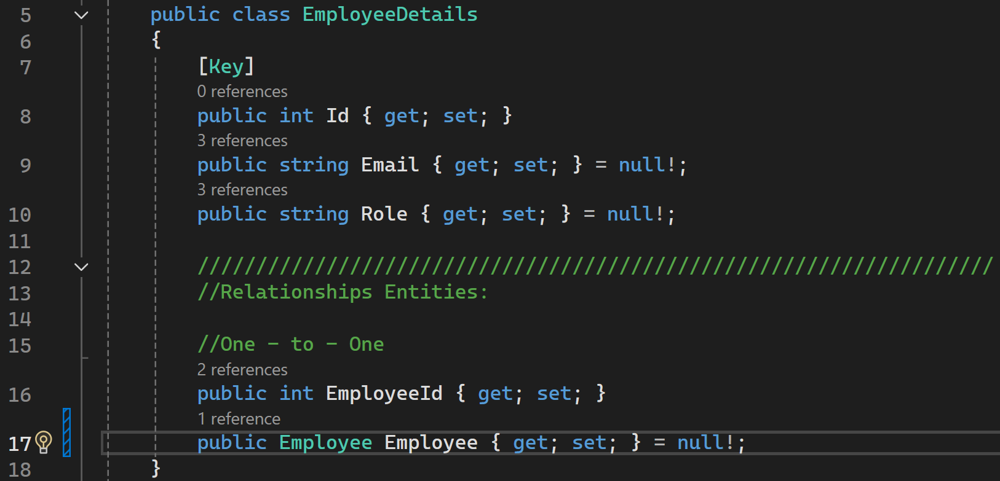 5 public class EmployeeDetails
6 {
7 [Key]
0 references
8 public int Id { get; set; }
3 references
9 public string Email { get; set; } = null!;
3 references
10 public string Role { get; set; } = null!;
11
12 ////////////////////////////////////////////////////////////////////
13 //Relationships Entities:
14
15 //One - to - One
2 references
16 public int EmployeeId { get; set; }
1 reference
17 public Employee Employee { get; set; } = null!;
18 }